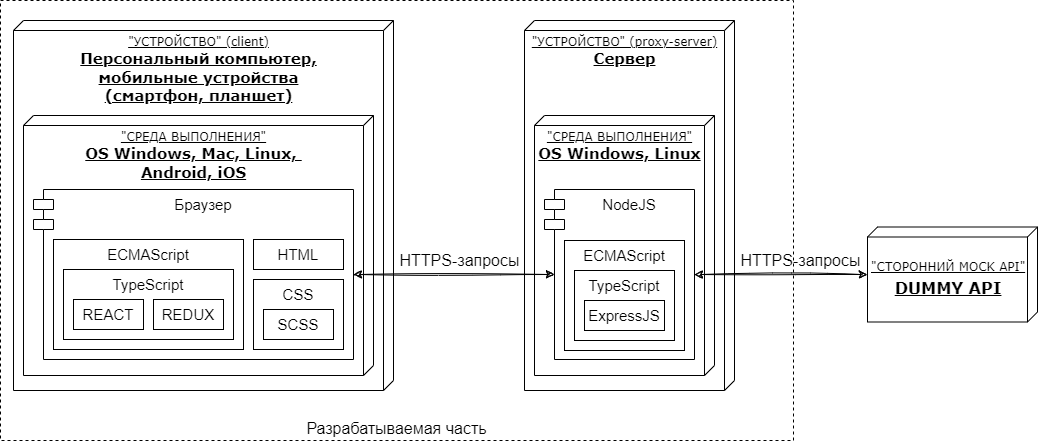 "УСТРОЙСТВО" (client)
Персональный компьютер,
мобильные устройства
(смартфон, планшет)
"СРЕДА ВЫПОЛНЕНИЯ"
OS Windows, Mac, Linux,
Android, iOS
Браузер
ECMAScript
TypeScript
REACT
REDUX
HTML
CSS
SCSS
HTTPS-запросы
"УСТРОЙСТВО" (proxy-server)
Сервер
"СРЕДА ВЫПОЛНЕНИЯ"
OS Windows, Linux
NodeJS
ECMAScript
TypeScript
ExpressJS
HTTPS-запросы
"СТОРОННИЙ МОСК API"
DUMMY API
Разрабатываемая часть